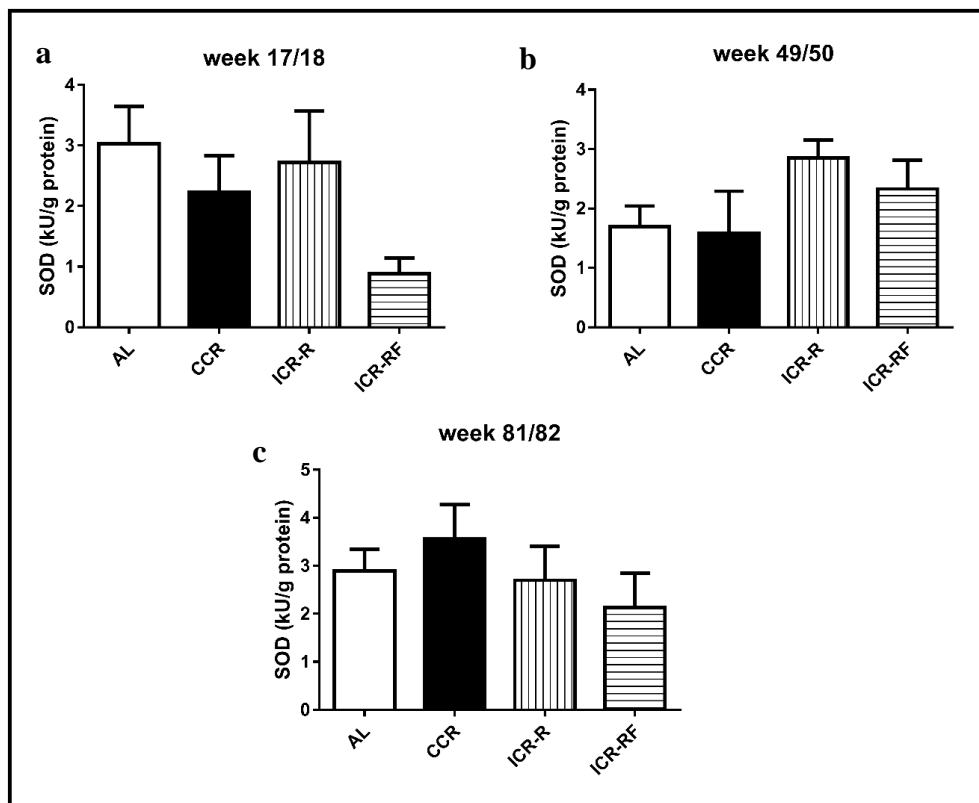 a
week 17/18
SOD (kU/g protein)
4
3
2
1
0
AL
CCR
ICR-R
ICR-RF
b
week 49/50
SOD (kU/g protein)
4
3
2
1
0
AL
CCR
ICR-R
ICR-RF
c
week 81/82
SOD (kU/g protein)
5
4
3
2
1
0
AL
CCR
ICR-R
ICR-RF